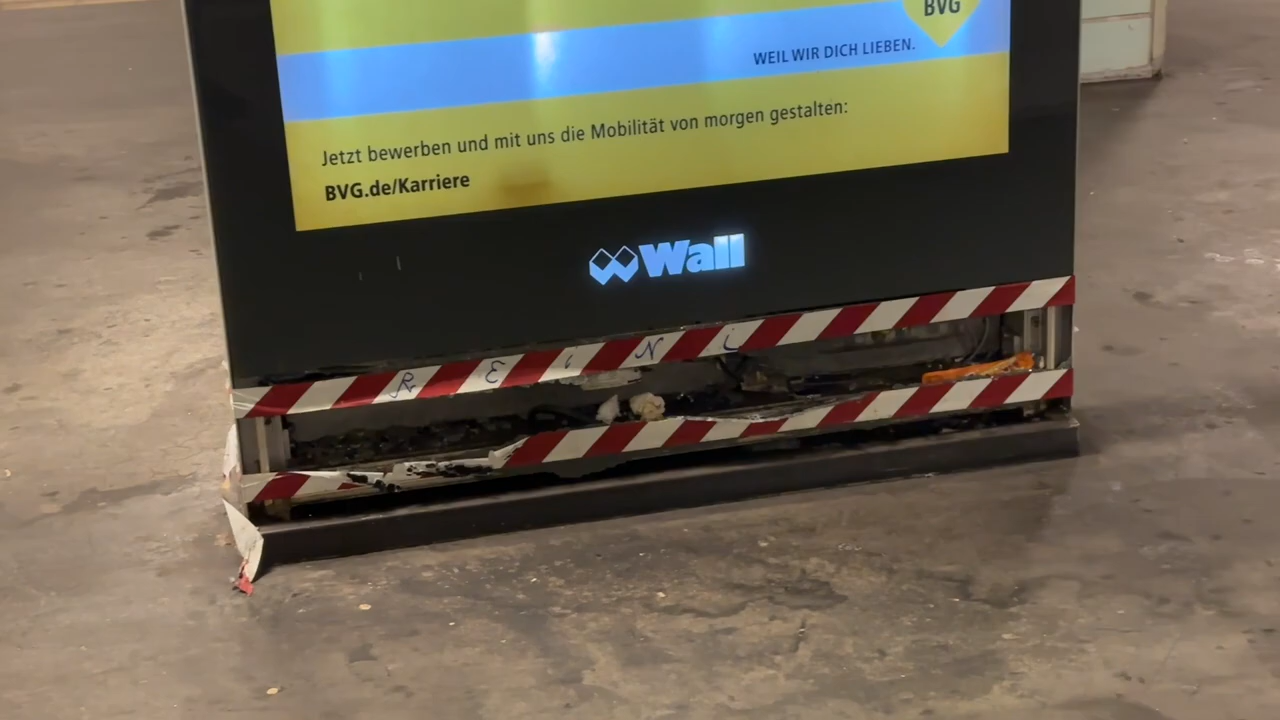 BVG
WEIL WIR DICH LIEBEN.
Jetzt bewerben und mit uns die Mobilität von morgen gestalten:
BVG.de/Karriere
Wall
R E I N L